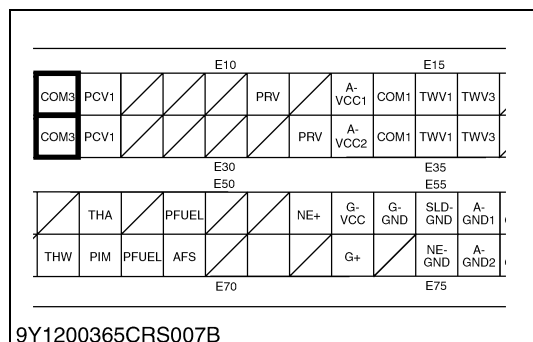 E10 E15
COM3 PCV1 PRV A-VCC1 COM1 TWV1 TWV3
COM3 PCV1 PRV A-VCC2 COM1 TWV1 TWV3
E30 E35
E50 E55
THA PFUEL NE+ G-VCC G-GND SLD-GND A-GND1
THW PIM PFUEL AFS G+ NE-GND A-GND2
E70 E75
9Y1200365CRS007B